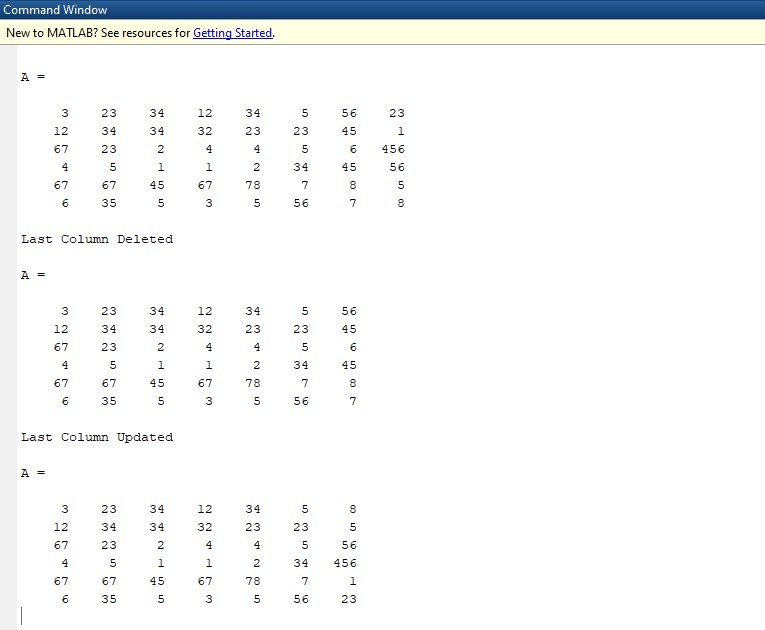 Command Window
New to MATLAB? See resources for Getting Started.
A =
3 23 34 12 34 5 56 23
12 34 34 32 23 23 45 1
67 23 2 4 4 5 6 456
4 5 1 1 2 34 45 56
67 67 45 67 78 7 8 5
6 35 5 3 5 56 7 8
Last Column Deleted
A =
3 23 34 12 34 5 56
12 34 34 32 23 23 45
67 23 2 4 4 5 6
4 5 1 1 2 34 45
67 67 45 67 78 7 8
6 35 5 3 5 56 7
Last Column Updated
A =
3 23 34 12 34 5 8
12 34 34 32 23 23 5
67 23 2 4 4 5 56
4 5 1 1 2 34 456
67 67 45 67 78 7 1
6 35 5 3 5 56 23